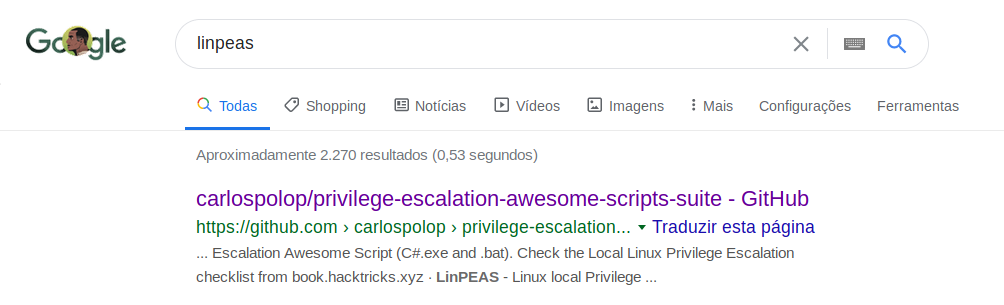 Google
linpeas
Todas Shopping Notícias Vídeos Imagens Mais Configurações Ferramentas
Aproximadamente 2.270 resultados (0,53 segundos)
carlospolop/privilege-escalation-awesome-scripts-suite - GitHub
https://github.com › carlospolop › privilege-escalation... Traduzir esta página
... Escalation Awesome Script (C#.exe and .bat). Check the Local Linux Privilege Escalation
checklist from book.hacktricks.xyz · LinPEAS - Linux local Privilege ...